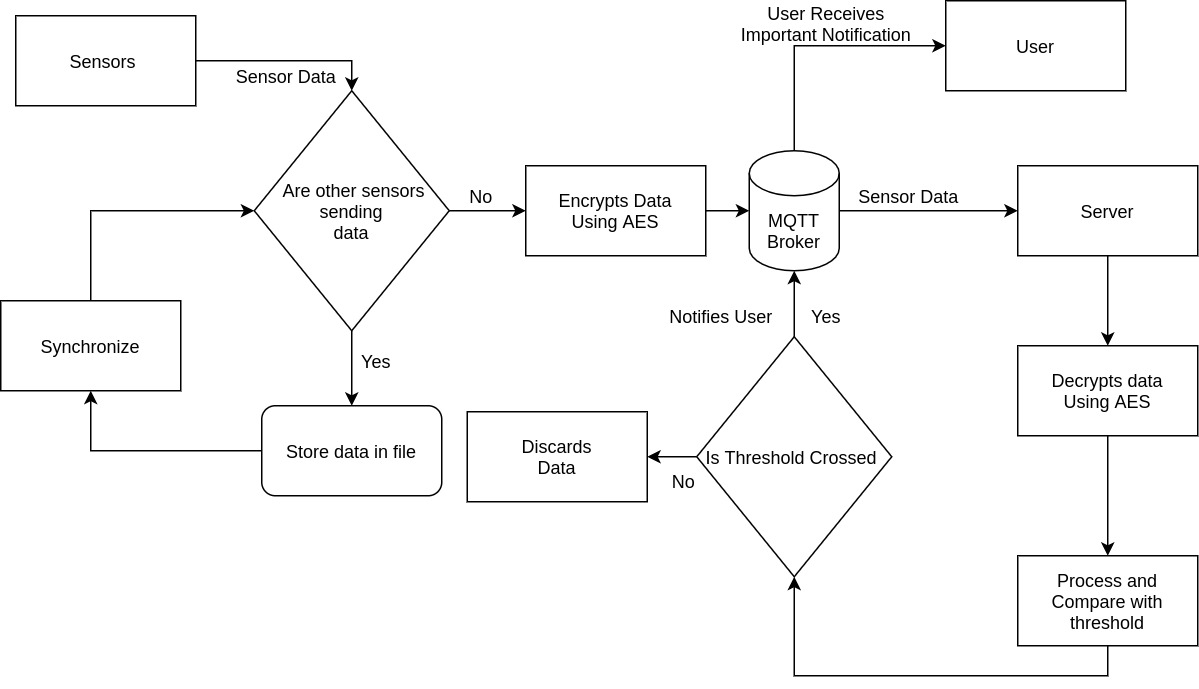 User Receives
Important Notification
User
Sensors
Sensor Data
Are other sensors
sending
data
No
Encrypts Data
Using AES
MQTT
Broker
Sensor Data
Server
Synchronize
Yes
Notifies User
Yes
Decrypts data
Using AES
Store data in file
Discards
Data
No
Is Threshold Crossed
Process and
Compare with
threshold